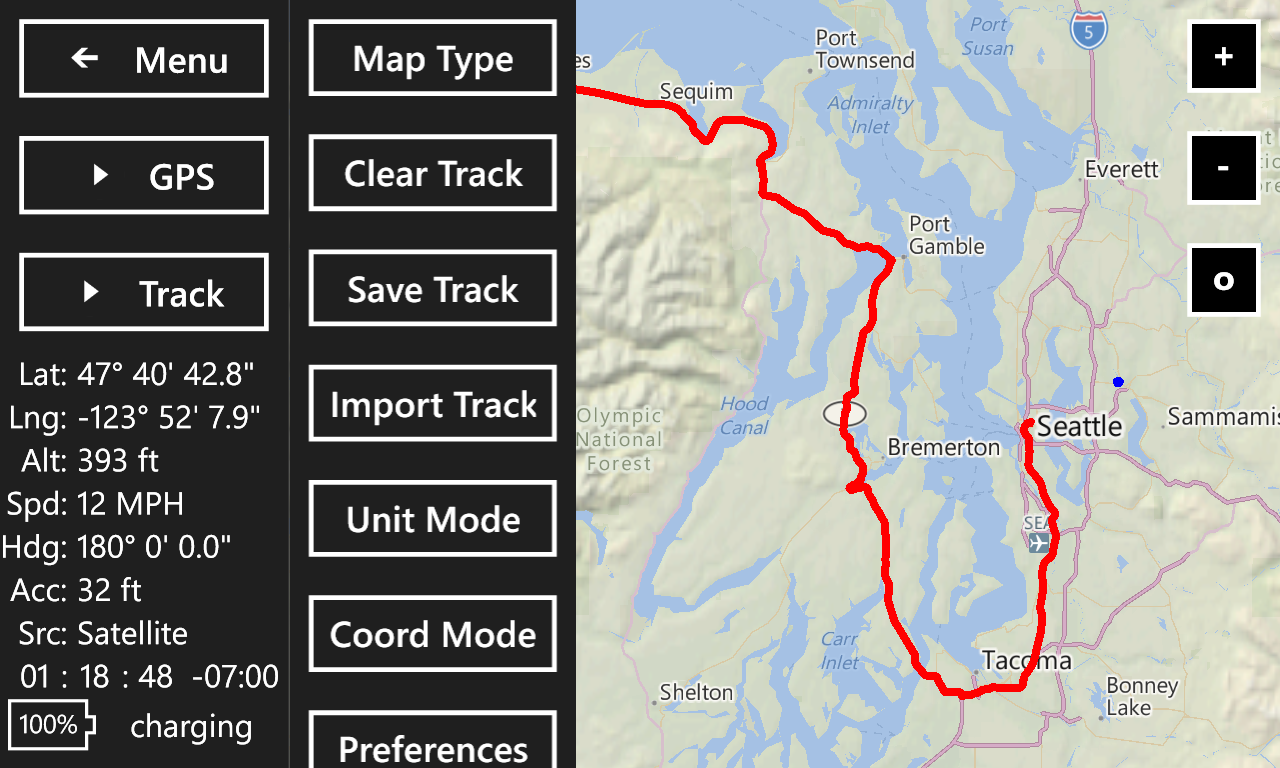 ← Menu
GPS
Track
Lat: 47° 40' 42.8"
Lng: -123° 52' 7.9"
Alt: 393 ft
Spd: 12 MPH
Hdg: 180° 0' 0.0"
Acc: 32 ft
Src: Satellite
01 : 18 : 48 -07:00
100% charging
Map Type
Clear Track
Save Track
Import Track
Unit Mode
Coord Mode
Preferences
es
Sequim
Port
Townsend
Port
Susan
5
Admiralty
Inlet
Everett
Port
Gamble
Olympic
National
Forest
Hood
Canal
Bremerton
Seattle
Sammamis
SEA
Carr
Inlet
Tacoma
Shelton
Bonney
Lake
+
-
o